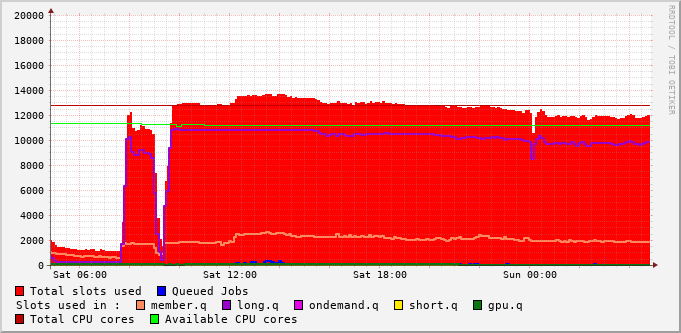 20000
18000
16000
14000
12000
10000
8000
6000
4000
2000
0
Sat 06:00 Sat 12:00 Sat 18:00 Sun 00:00
RRDTOOL / TOBI OETIKER
Total slots used Queued Jobs
Slots used in : member.q long.q ondemand.q short.q gpu.q
Total CPU cores Available CPU cores